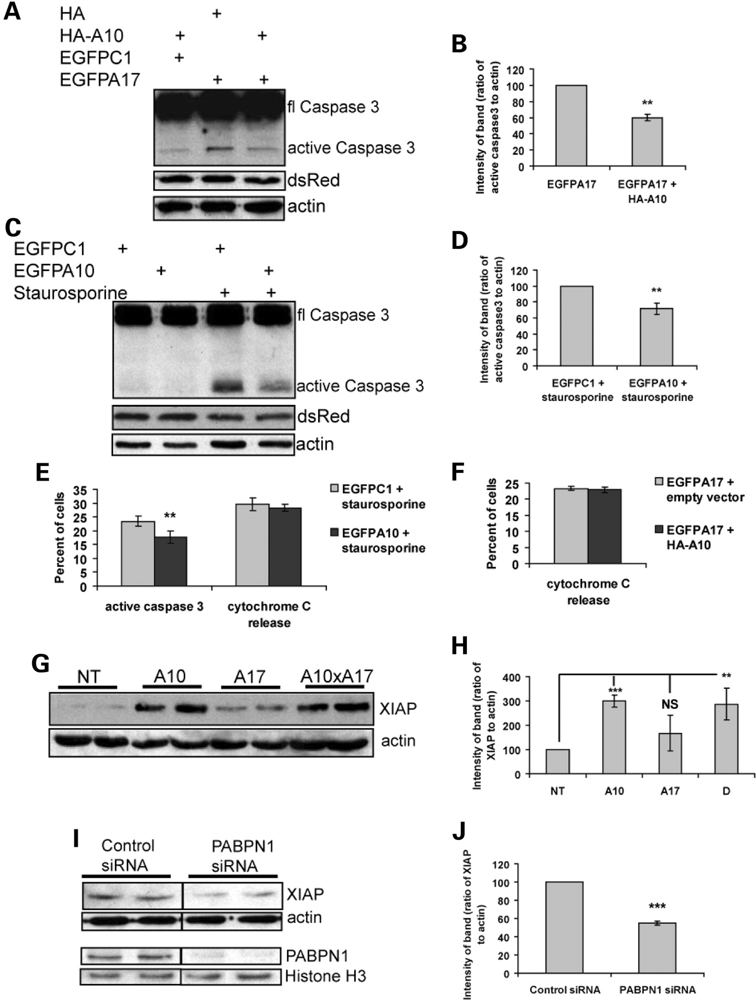 A
HA +
HA-A10 + +
EGFPC1 +
EGFPA17 + +
fl Caspase 3
active Caspase 3
dsRed
actin
B
Intensity of band (ratio of
active caspase3 to actin)
120
100
80
60
40
20
0
**
EGFPA17
EGFPA17 +
HA-A10
C
EGFPC1 + +
EGFPA10 + +
Staurosporine + +
fl Caspase 3
active Caspase 3
dsRed
actin
D
Intensity of band (ratio of
active caspase3 to actin)
120
100
80
60
40
20
0
**
EGFPC1 +
staurosporine
EGFPA10 +
staurosporine
E
Percent of cells
35
30
25
20
15
10
5
0
**
active caspase 3
cytochrome C
release
EGFPC1 +
staurosporine
EGFPA10 +
staurosporine
F
Percent of cells
25
20
15
10
5
0
cytochrome C
release
EGFPA17 +
empty vector
EGFPA17 +
HA-A10
G
NT A10 A17 A10xA17
XIAP
actin
H
Intensity of band (ratio of
XIAP to actin)
400
300
200
100
0
***
NS
**
NT A10 A17 D
I
Control
siRNA
PABPN1
siRNA
XIAP
actin
PABPN1
Histone H3
J
Intensity of band (ratio of XIAP
to actin)
120
100
80
60
40
20
0
***
Control siRNA PABPN1 siRNA